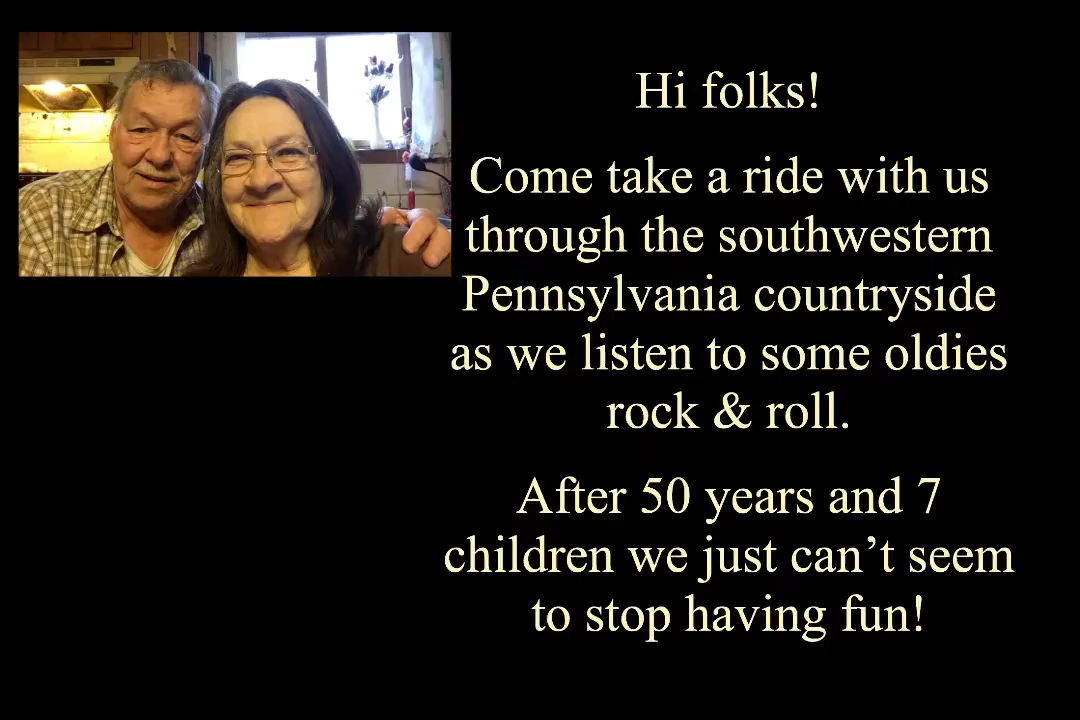 Hi folks!
Come take a ride with us
through the southwestern
Pennsylvania countryside
as we listen to some oldies
rock & roll.
After 50 years and 7
children we just can’t seem
to stop having fun!